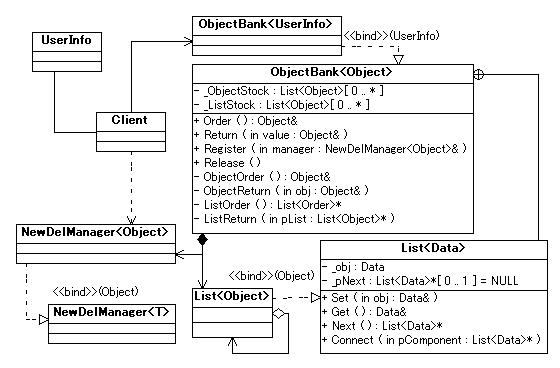 ObjectBank<UserInfo>
UserInfo
<<bind>>(UserInfo)
ObjectBank<Object>
- _ObjectStock : List<Object>[ 0 .. * ]
- _ListStock : List<Object>[ 0 .. * ]
+ Order ( ) : Object&
+ Return ( in value : Object& )
+ Register ( in manager : NewDelManager<Object>& )
+ Release ( )
- ObjectOrder ( ) : Object&
- ObjectReturn ( in obj : Object& )
- ListOrder ( ) : List<Order>*
- ListReturn ( in pList : List<Object>* )
Client
NewDelManager<Object>
<<bind>>(Object)
NewDelManager<T>
List<Object>
<<bind>>(Object)
List<Data>
- _obj : Data
- _pNext : List<Data>*[ 0 .. 1 ] = NULL
+ Set ( in obj : Data& )
+ Get ( ) : Data&
+ Next ( ) : List<Data>*
+ Connect ( in pComponent : List<Data>* )